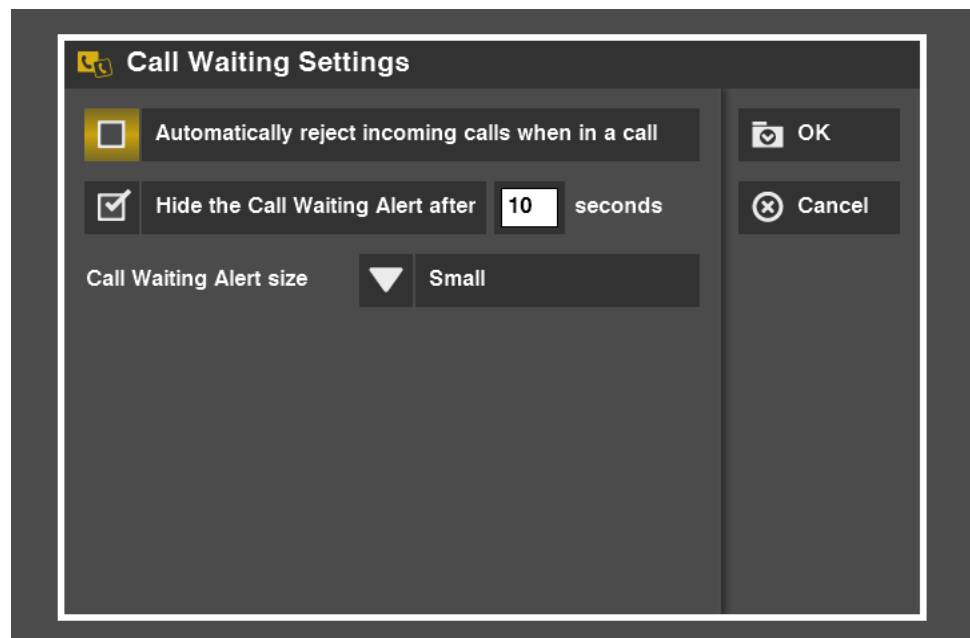 Call Waiting Settings
Automatically reject incoming calls when in a call
OK
Hide the Call Waiting Alert after 10 seconds
Cancel
Call Waiting Alert size Small